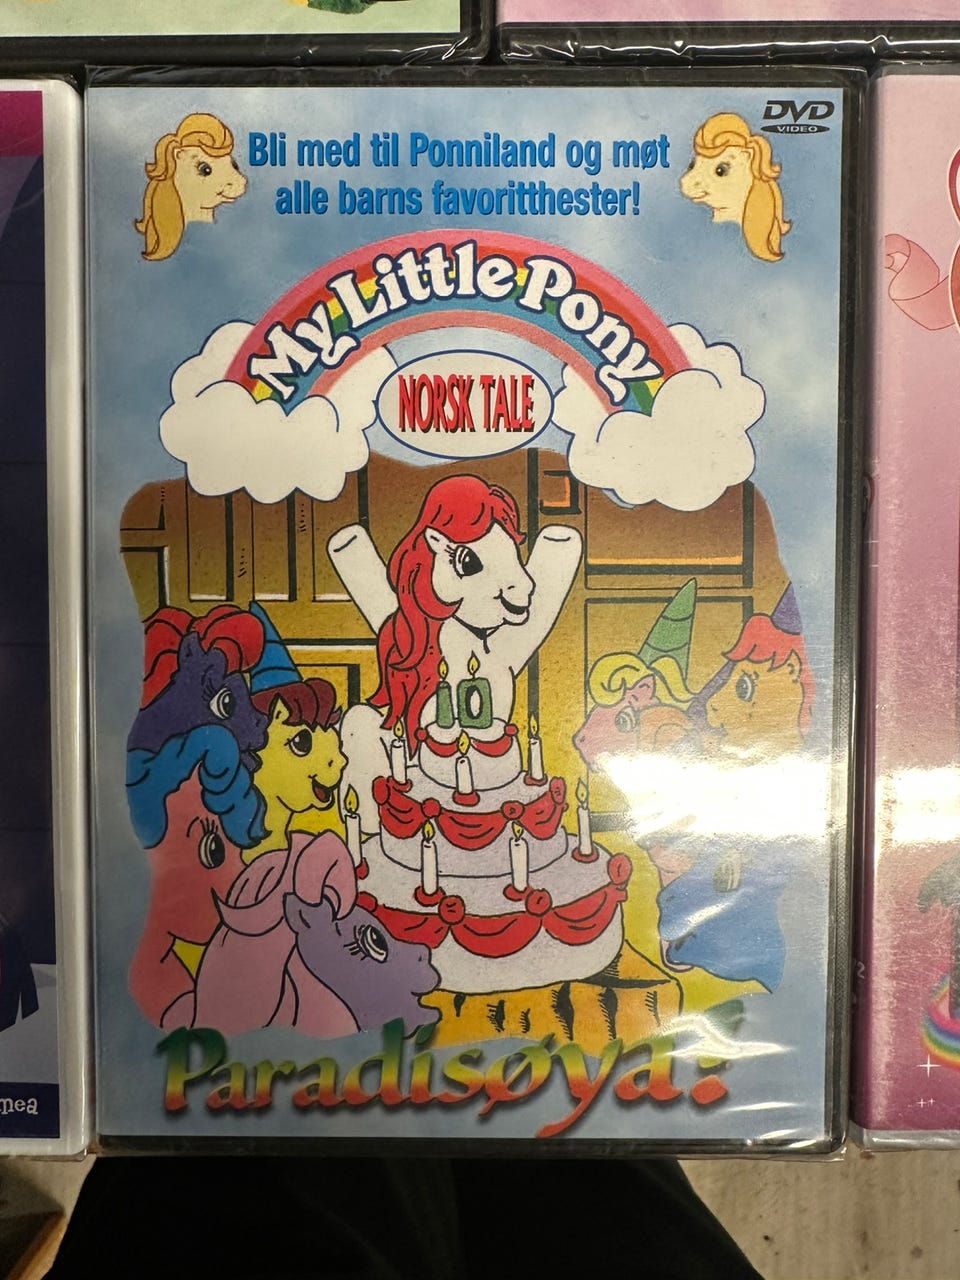 DVD
VIDEO
Bli med til Ponniland og møt
alle barns favoritthester!
My Little Pony
NORSK TALE
10
Paradisøya!
mea